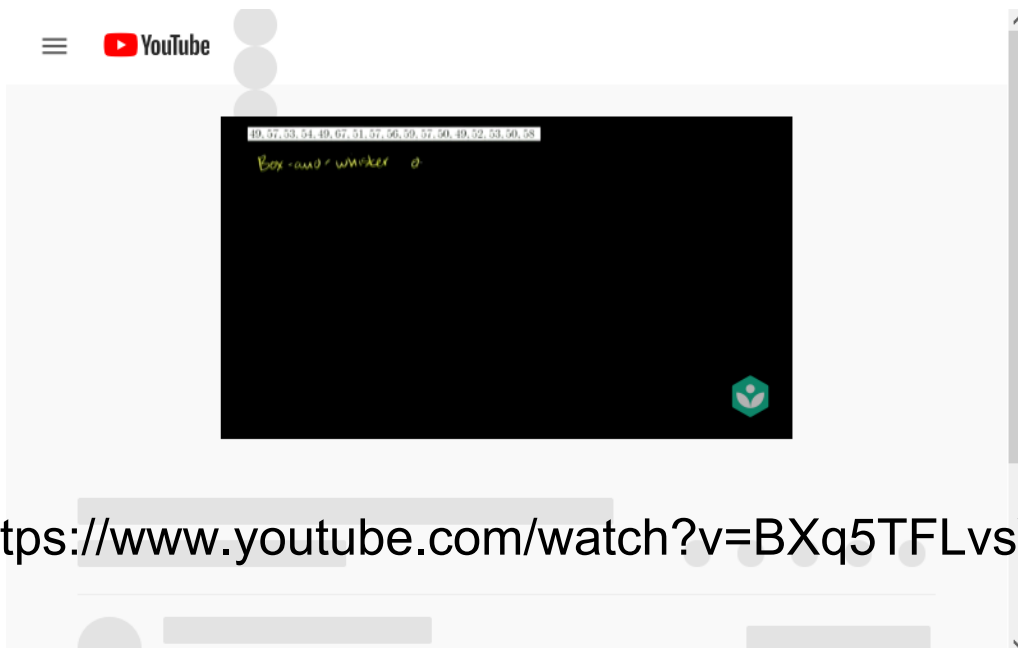 YouTube
49, 57, 53, 54, 49, 67, 51, 57, 56, 59, 57, 50, 49, 52, 53, 50, 58
Box-and-whisker
tps://www.youtube.com/watch?v=BXq5TFLvs